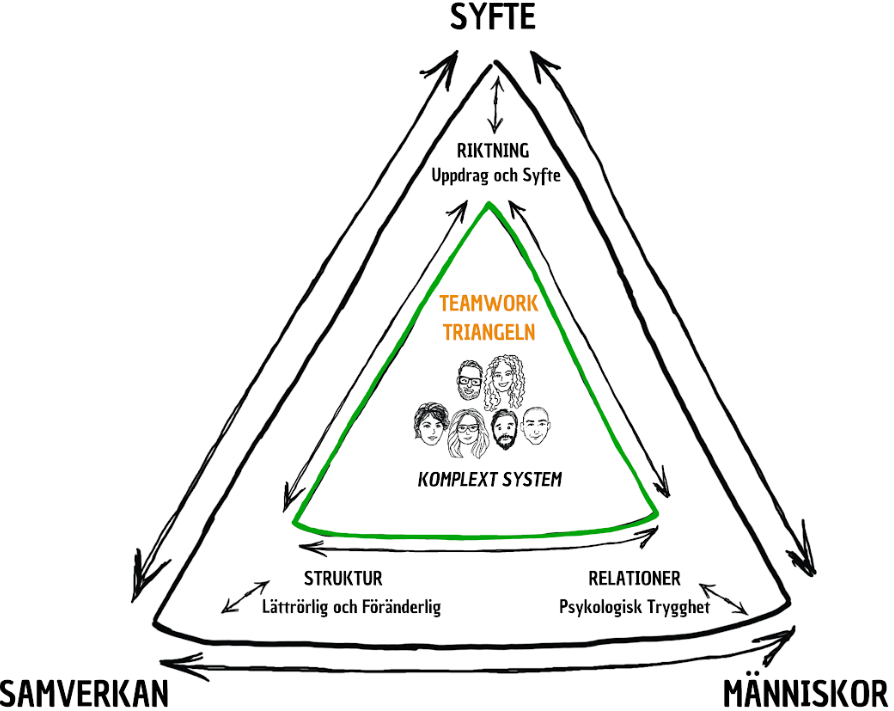 SYFTE
RIKTNING
Uppdrag och Syfte
TEAMWORK
TRIANGELN
KOMPLEXT SYSTEM
STRUKTUR
Lättrörlig och Föränderlig
RELATIONER
Psykologisk Trygghet
SAMVERKAN
MÄNNISKOR